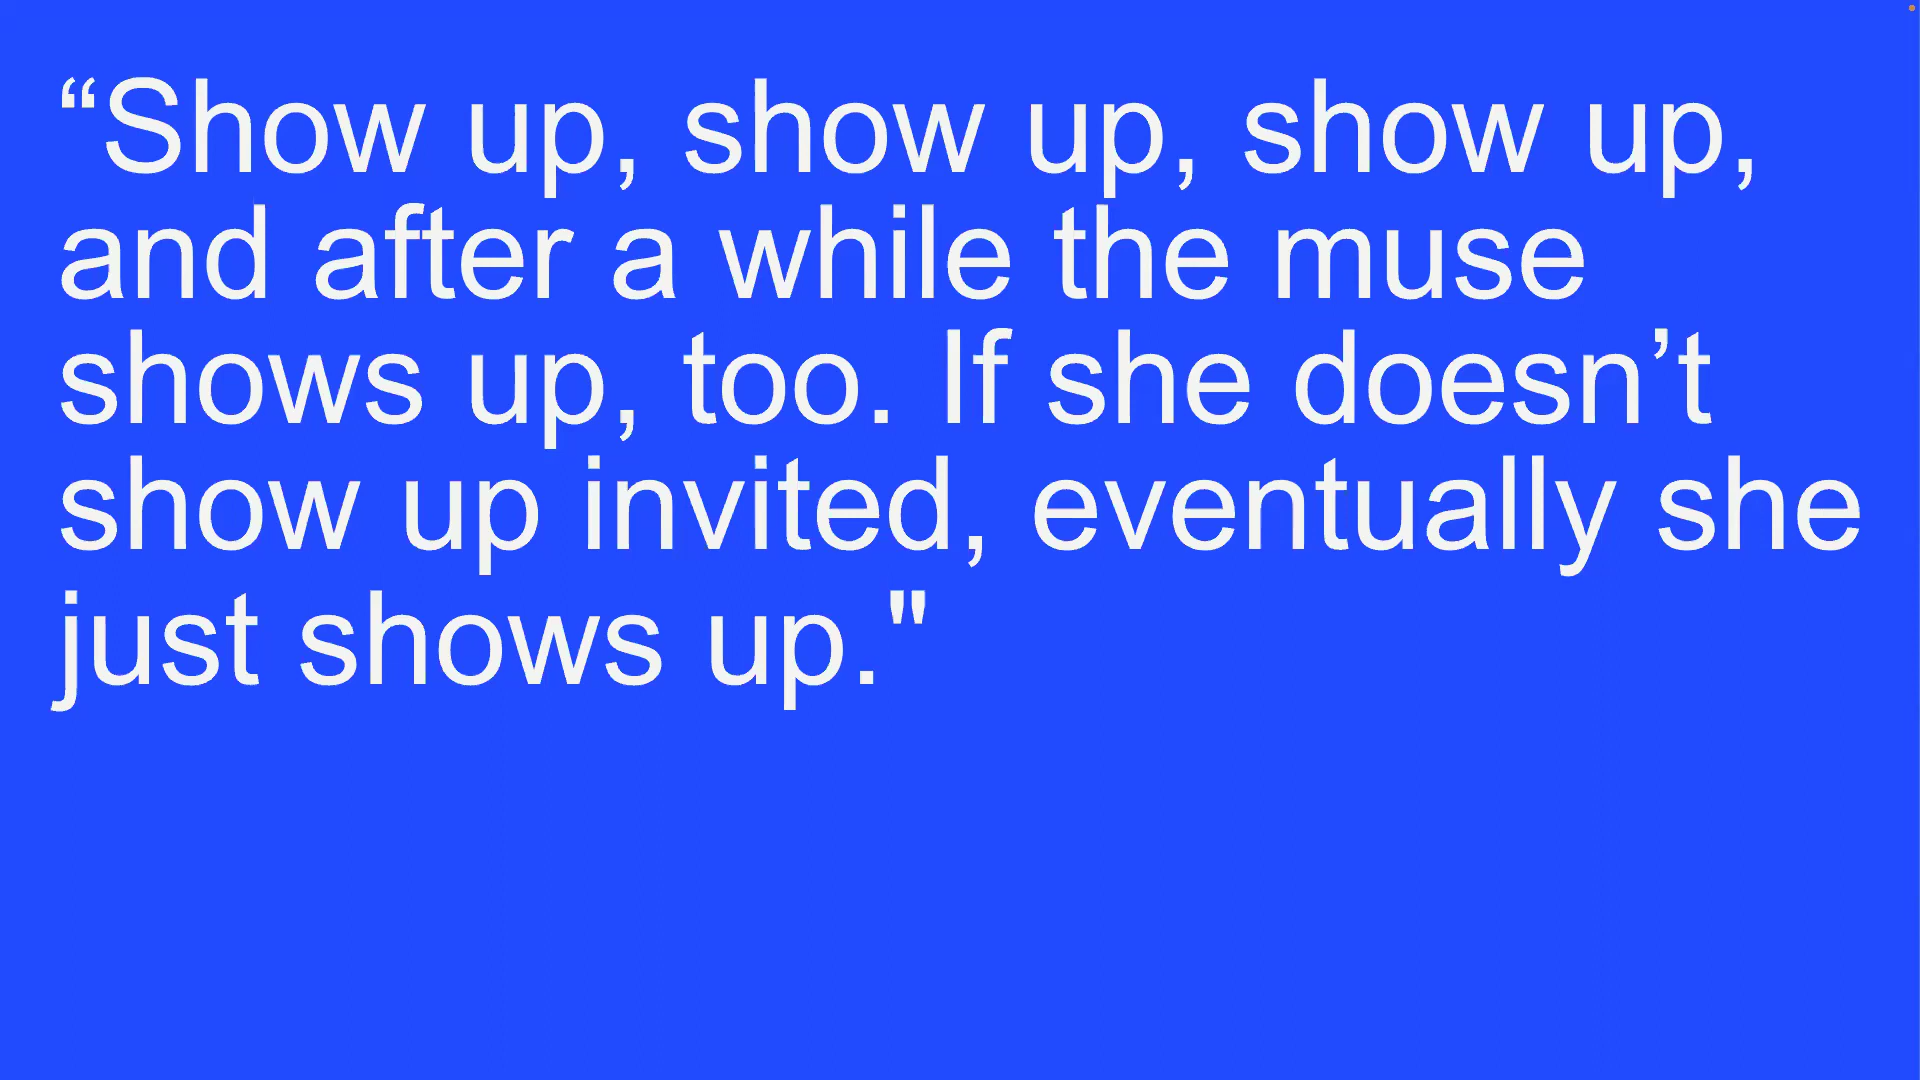 “Show up, show up, show up,
and after a while the muse
shows up, too. If she doesn’t
show up invited, eventually she
just shows up."